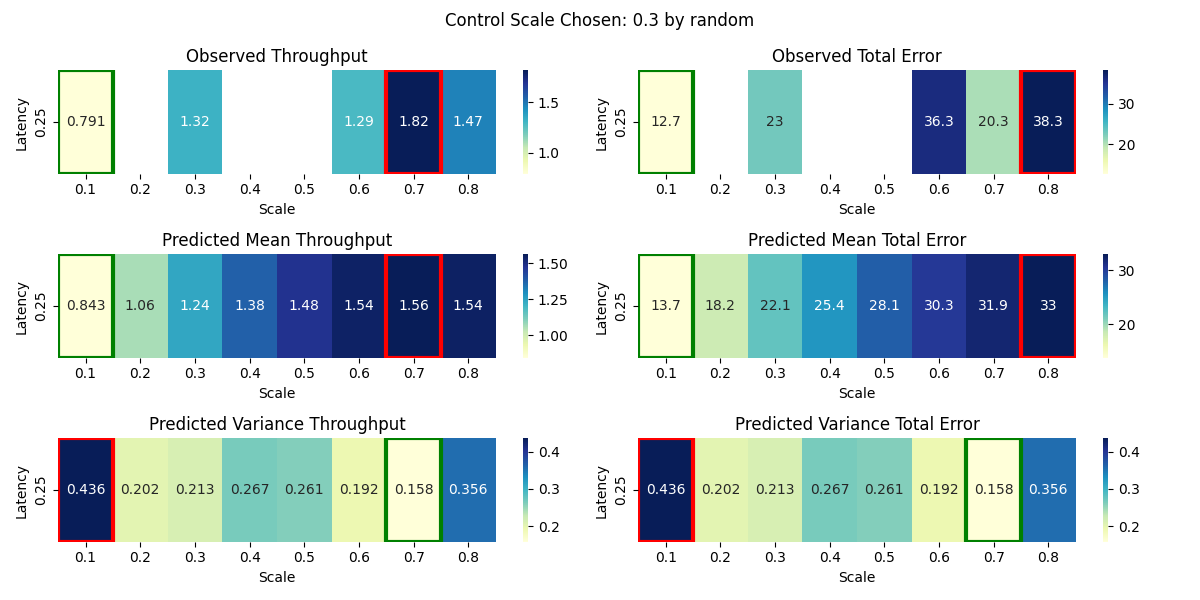 Control Scale Chosen: 0.3 by random
Observed Throughput
Latency
0.25
0.791 1.32 1.29 1.82 1.47
0.1 0.2 0.3 0.4 0.5 0.6 0.7 0.8
Scale
1.5
1.0
Observed Total Error
Latency
0.25
12.7 23 36.3 20.3 38.3
0.1 0.2 0.3 0.4 0.5 0.6 0.7 0.8
Scale
30
20
Predicted Mean Throughput
Latency
0.25
0.843 1.06 1.24 1.38 1.48 1.54 1.56 1.54
0.1 0.2 0.3 0.4 0.5 0.6 0.7 0.8
Scale
1.50
1.25
1.00
Predicted Mean Total Error
Latency
0.25
13.7 18.2 22.1 25.4 28.1 30.3 31.9 33
0.1 0.2 0.3 0.4 0.5 0.6 0.7 0.8
Scale
30
20
Predicted Variance Throughput
Latency
0.25
0.436 0.202 0.213 0.267 0.261 0.192 0.158 0.356
0.1 0.2 0.3 0.4 0.5 0.6 0.7 0.8
Scale
0.4
0.3
0.2
Predicted Variance Total Error
Latency
0.25
0.436 0.202 0.213 0.267 0.261 0.192 0.158 0.356
0.1 0.2 0.3 0.4 0.5 0.6 0.7 0.8
Scale
0.4
0.3
0.2